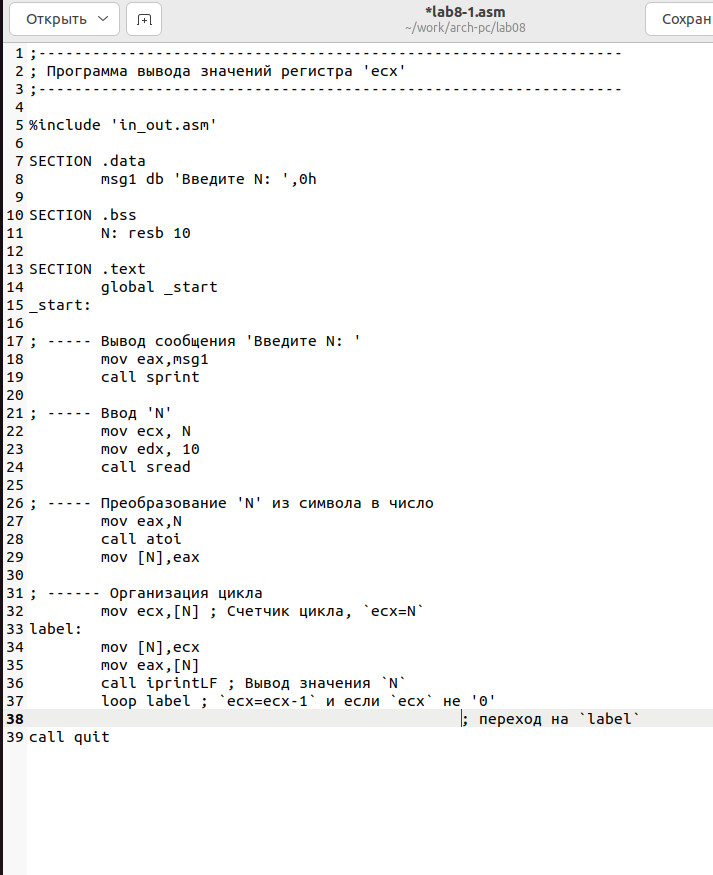 Открыть
*lab8-1.asm
~/work/arch-pc/lab08
Сохран
1 ;-----------------------------------------------------------------
2 ; Программа вывода значений регистра 'ecx'
3 ;-----------------------------------------------------------------
4
5 %include 'in_out.asm'
6
7 SECTION .data
8         msg1 db 'Введите N: ',0h
9
10 SECTION .bss
11         N: resb 10
12
13 SECTION .text
14         global _start
15 _start:
16
17 ; ----- Вывод сообщения 'Введите N: '
18         mov eax,msg1
19         call sprint
20
21 ; ----- Ввод 'N'
22         mov ecx, N
23         mov edx, 10
24         call sread
25
26 ; ----- Преобразование 'N' из символа в число
27         mov eax,N
28         call atoi
29         mov [N],eax
30
31 ; ------ Организация цикла
32         mov ecx,[N] ; Счетчик цикла, `ecx=N`
33 label:
34         mov [N],ecx
35         mov eax,[N]
36         call iprintLF ; Вывод значения `N`
37         loop label ; `ecx=ecx-1` и если `ecx` не '0'
38                                                 ; переход на `label`
39 call quit